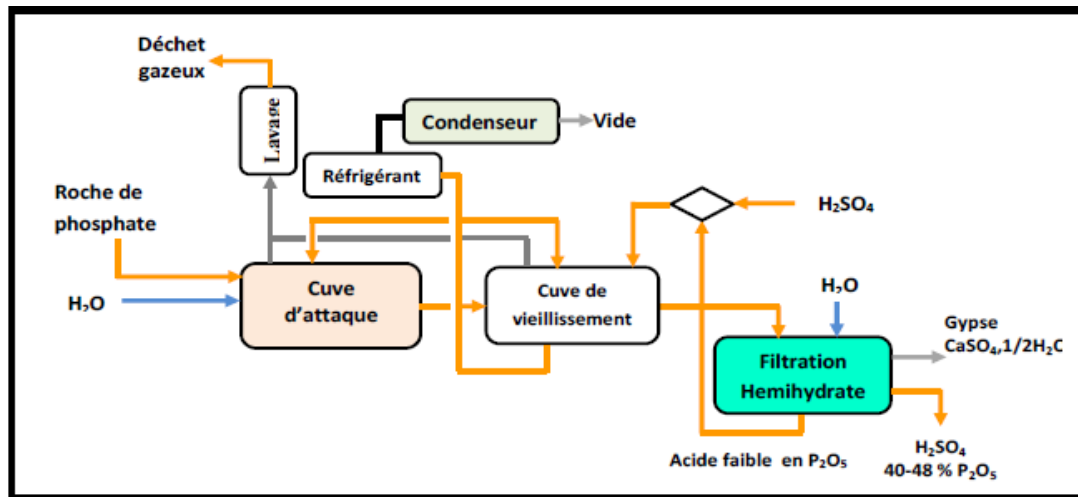 Déchet
gazeux
Lavage
Condenseur
Vide
Réfrigérant
Roche de
phosphate
H₂SO₄
H₂O
Cuve
d’attaque
Cuve de
vieillissement
H₂O
Filtration
Hemihydrate
Gypse
CaSO₄,1/2H₂C
Acide faible en P₂O₅
H₂SO₄
40-48 % P₂O₅